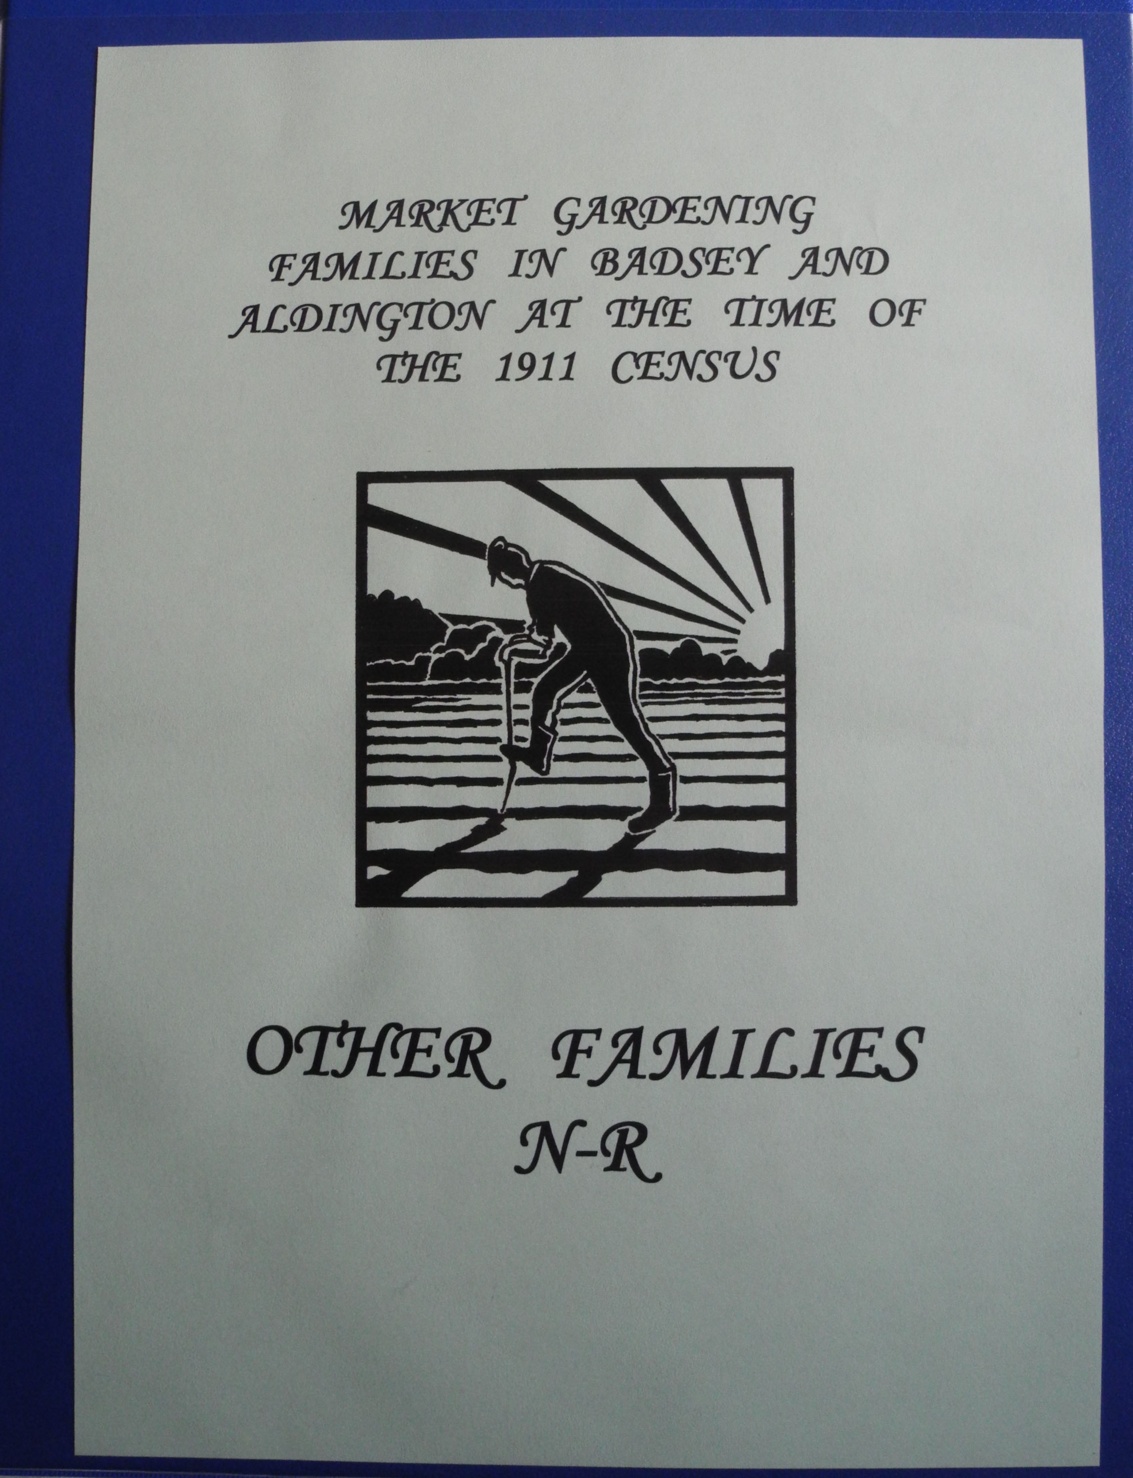 MARKET GARDENING
FAMILIES IN BADSEY AND
ALDINGTON AT THE TIME OF
THE 1911 CENSUS
OTHER FAMILIES
N-R